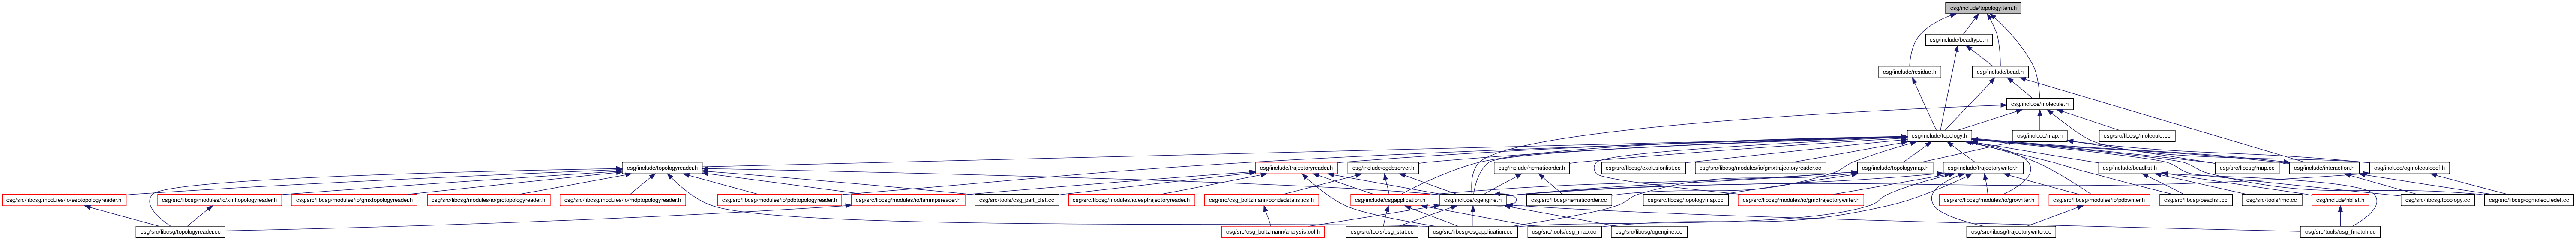 csg/include/topologyitem.h
csg/include/beadtype.h
csg/include/residue.h
csg/include/bead.h
csg/include/molecule.h
csg/include/topology.h
csg/include/map.h
csg/src/libcsg/molecule.cc
csg/include/topologyreader.h
csg/include/trajectoryreader.h
csg/include/cgobserver.h
csg/include/nematicorder.h
csg/src/libcsg/exclusionlist.cc
csg/src/libcsg/modules/io/gmxtrajectoryreader.cc
csg/include/topologymap.h
csg/include/trajectorywriter.h
csg/include/beadlist.h
csg/src/libcsg/map.cc
csg/include/interaction.h
csg/include/cgmoleculedef.h
csg/src/libcsg/modules/io/esptopologyreader.h
csg/src/libcsg/modules/io/xmltopologyreader.h
csg/src/libcsg/modules/io/gmxtopologyreader.h
csg/src/libcsg/modules/io/grotopologyreader.h
csg/src/libcsg/modules/io/mdptopologyreader.h
csg/src/libcsg/modules/io/pdbtopologyreader.h
csg/src/libcsg/modules/io/lammpsreader.h
csg/src/tools/csg_part_dist.cc
csg/src/libcsg/modules/io/esptrajectoryreader.h
csg/src/csg_boltzmann/bondedstatistics.h
csg/include/csgapplication.h
csg/include/cgengine.h
csg/src/libcsg/nematicorder.cc
csg/src/libcsg/topologymap.cc
csg/src/libcsg/modules/io/gmxtrajectorywriter.h
csg/src/libcsg/modules/io/growriter.h
csg/src/libcsg/modules/io/pdbwriter.h
csg/src/libcsg/beadlist.cc
csg/src/tools/imc.cc
csg/include/nblist.h
csg/src/libcsg/topology.cc
csg/src/libcsg/cgmoleculedef.cc
csg/src/libcsg/topologyreader.cc
csg/src/csg_boltzmann/analysistool.h
csg/src/tools/csg_stat.cc
csg/src/libcsg/csgapplication.cc
csg/src/tools/csg_map.cc
csg/src/libcsg/cgengine.cc
csg/src/libcsg/trajectorywriter.cc
csg/src/tools/csg_fmatch.cc